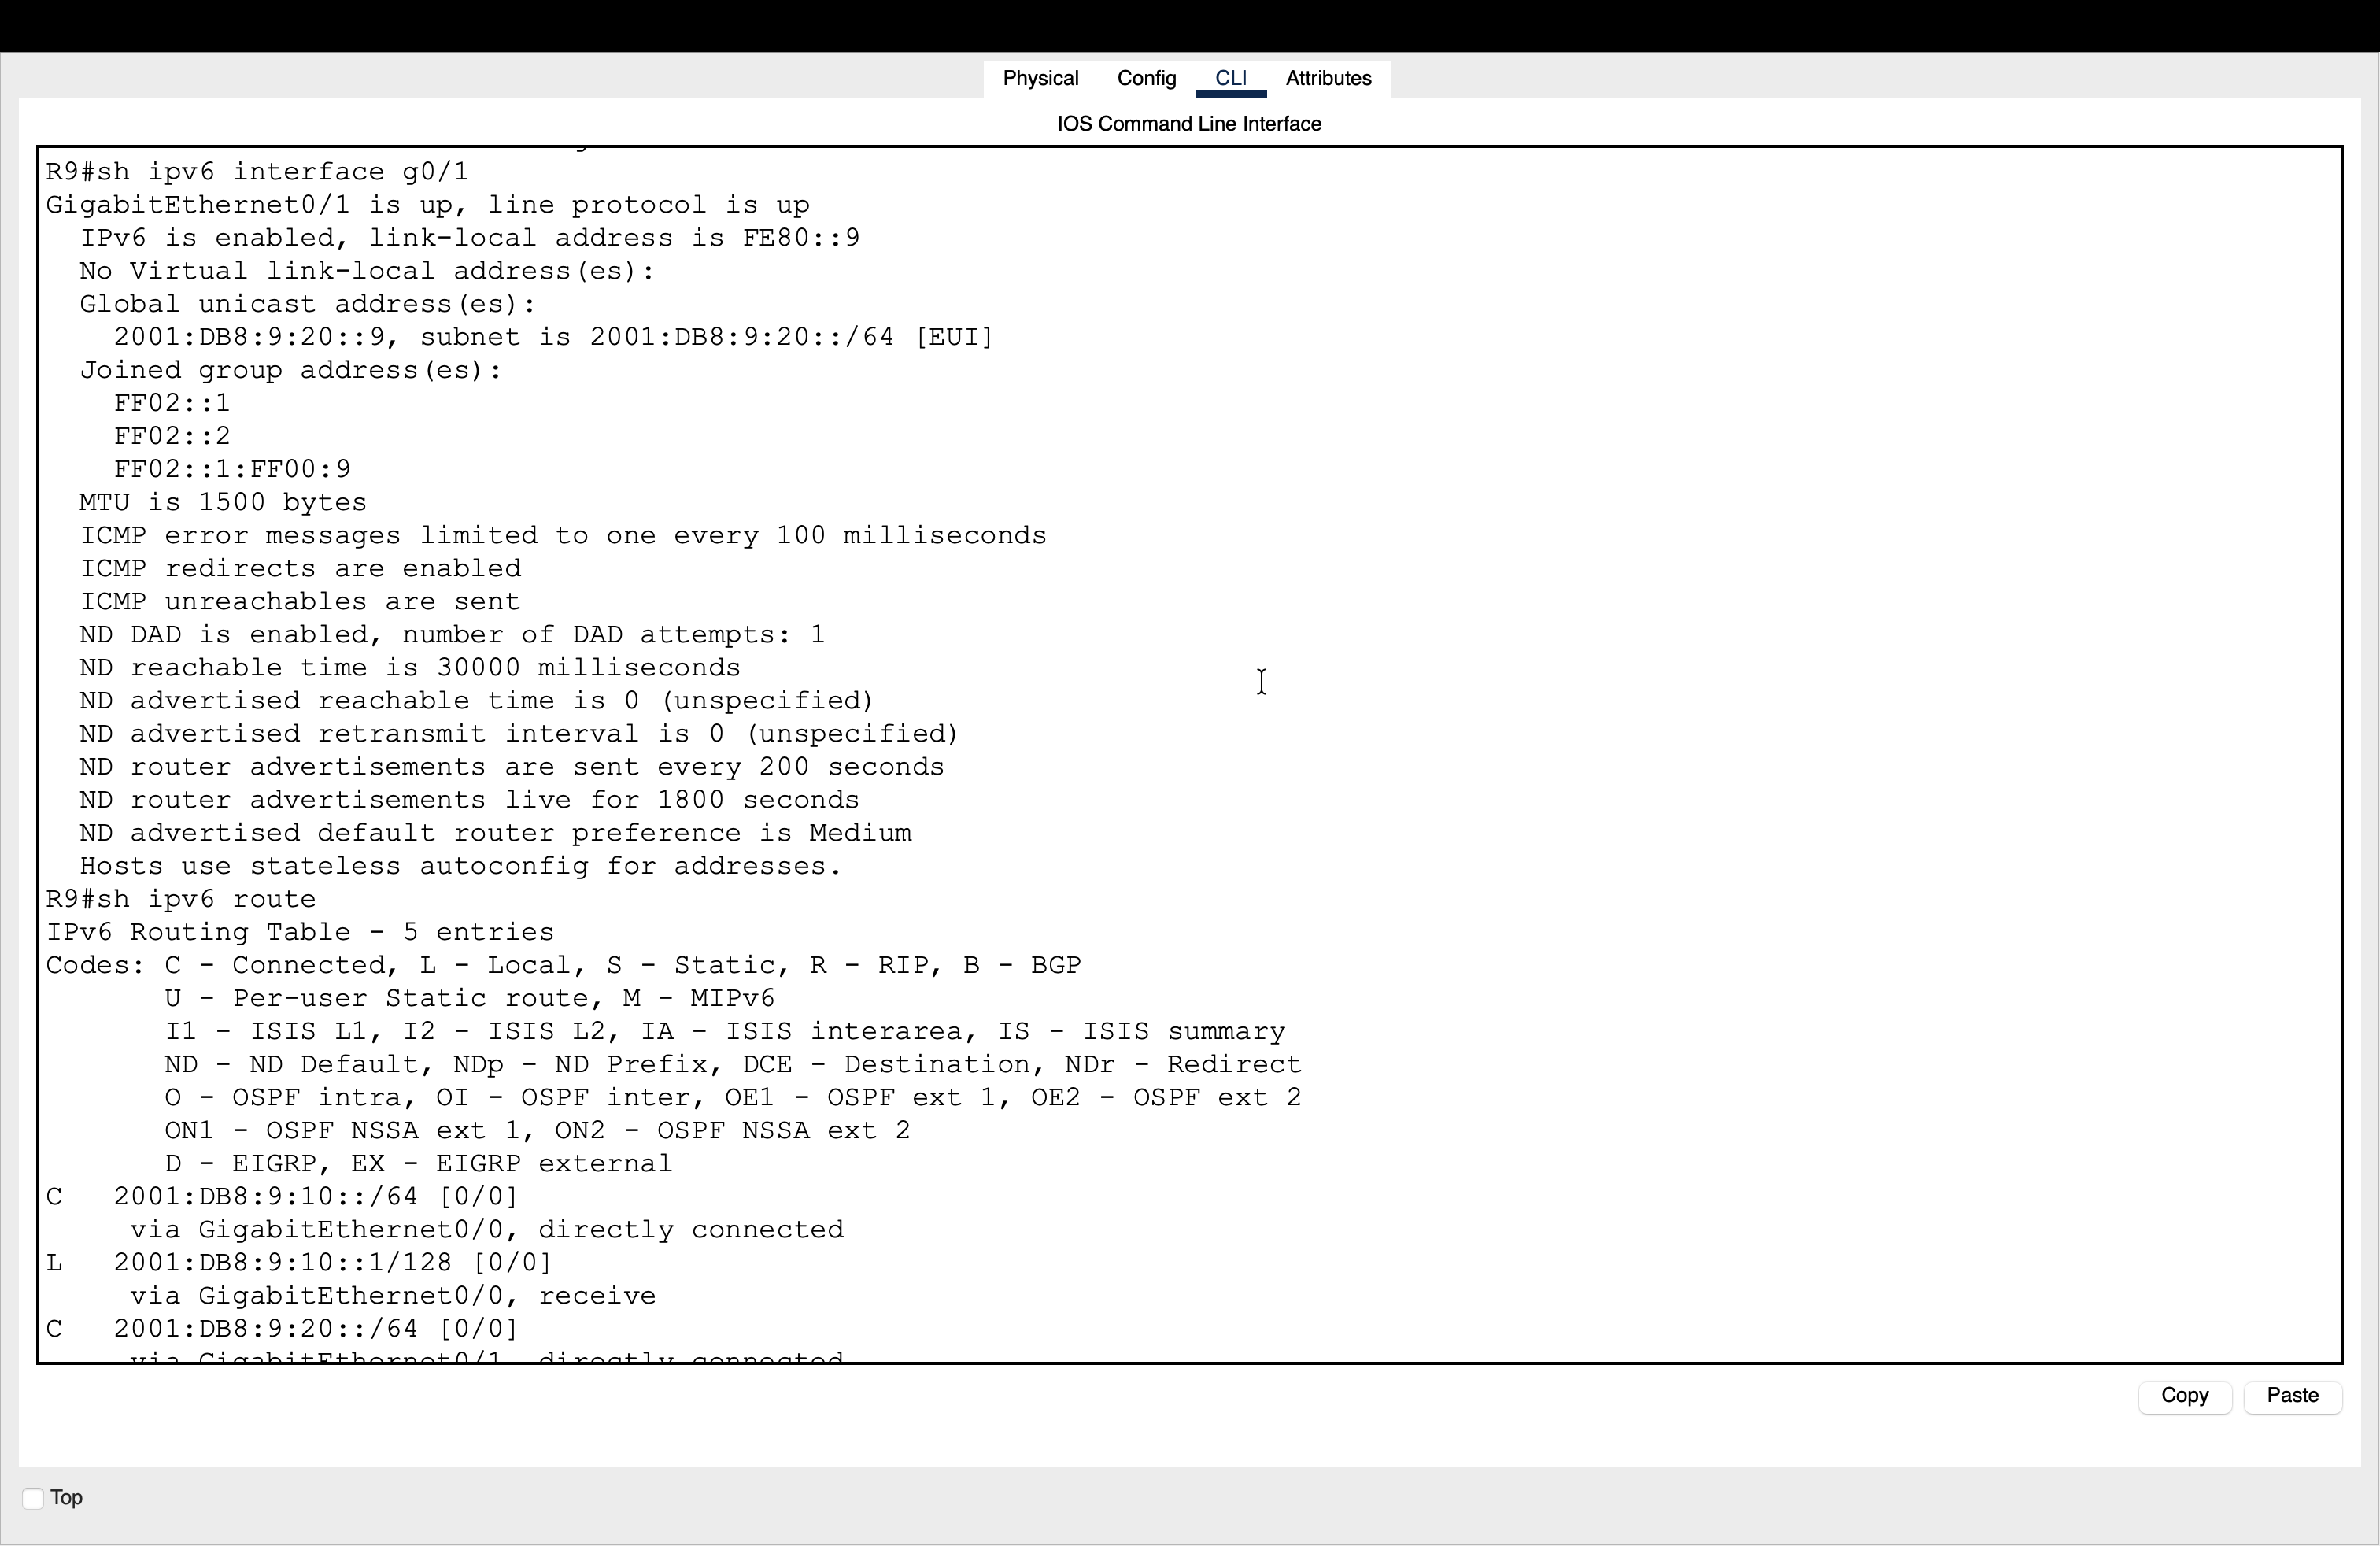 Physical Config CLI Attributes
IOS Command Line Interface
R9#sh ipv6 interface g0/1
GigabitEthernet0/1 is up, line protocol is up
  IPv6 is enabled, link-local address is FE80::9
  No Virtual link-local address(es):
  Global unicast address(es):
    2001:DB8:9:20::9, subnet is 2001:DB8:9:20::/64 [EUI]
  Joined group address(es):
    FF02::1
    FF02::2
    FF02::1:FF00:9
  MTU is 1500 bytes
  ICMP error messages limited to one every 100 milliseconds
  ICMP redirects are enabled
  ICMP unreachables are sent
  ND DAD is enabled, number of DAD attempts: 1
  ND reachable time is 30000 milliseconds
  ND advertised reachable time is 0 (unspecified)
  ND advertised retransmit interval is 0 (unspecified)
  ND router advertisements are sent every 200 seconds
  ND router advertisements live for 1800 seconds
  ND advertised default router preference is Medium
  Hosts use stateless autoconfig for addresses.
R9#sh ipv6 route
IPv6 Routing Table - 5 entries
Codes: C - Connected, L - Local, S - Static, R - RIP, B - BGP
       U - Per-user Static route, M - MIPv6
       I1 - ISIS L1, I2 - ISIS L2, IA - ISIS interarea, IS - ISIS summary
       ND - ND Default, NDp - ND Prefix, DCE - Destination, NDr - Redirect
       O - OSPF intra, OI - OSPF inter, OE1 - OSPF ext 1, OE2 - OSPF ext 2
       ON1 - OSPF NSSA ext 1, ON2 - OSPF NSSA ext 2
       D - EIGRP, EX - EIGRP external
C   2001:DB8:9:10::/64 [0/0]
     via GigabitEthernet0/0, directly connected
L   2001:DB8:9:10::1/128 [0/0]
     via GigabitEthernet0/0, receive
C   2001:DB8:9:20::/64 [0/0]
     via GigabitEthernet0/1, directly connected
Copy Paste
Top